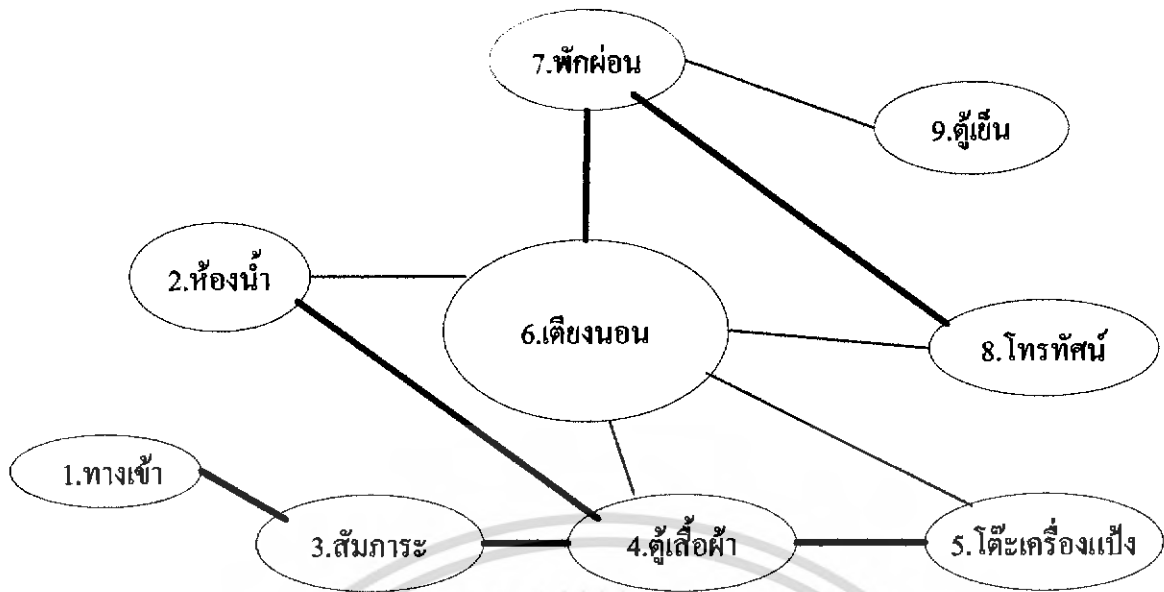 7.พักผ่อน
9.ตู้เย็น
2.ห้องน้ำ
6.เตียงนอน
8.โทรทัศน์
1.ทางเข้า
3.สัมภาระ
4.ตู้เสื้อผ้า
5.โต๊ะเครื่องแป้ง